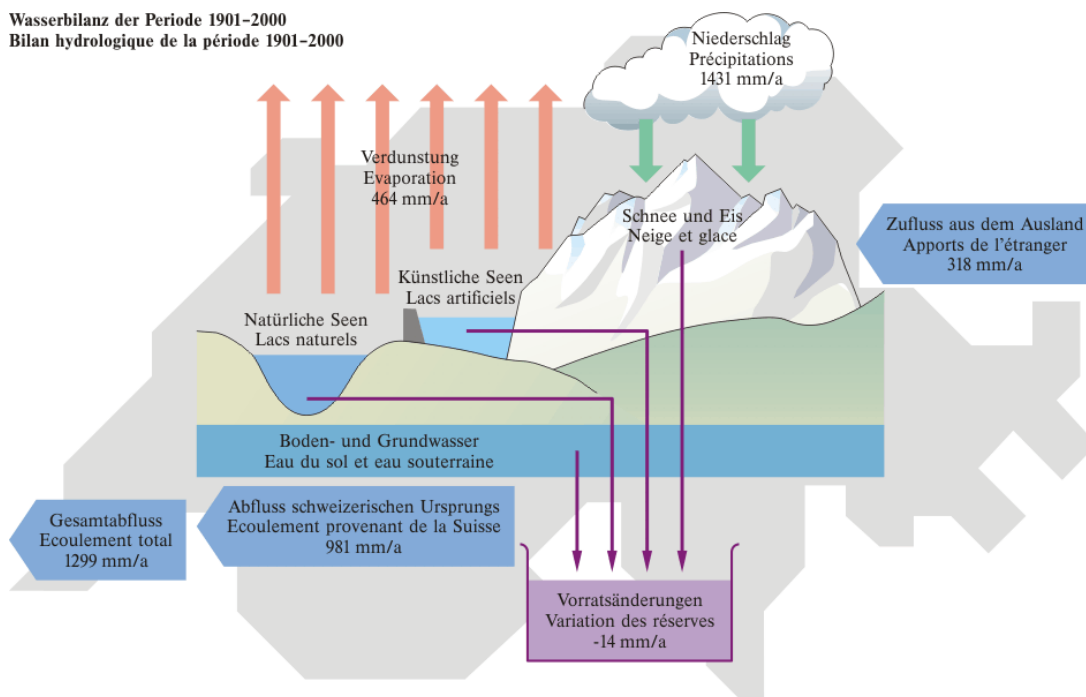 Wasserbilanz der Periode 1901–2000
Bilan hydrologique de la période 1901-2000
Niederschlag
Précipitations
1431 mm/a
Verdunstung
Evaporation
464 mm/a
Schnee und Eis
Neige et glace
Zufluss aus dem Ausland
Apports de l'étranger
318 mm/a
Künstliche Seen
Lacs artificiels
Natürliche Seen
Lacs naturels
Boden- und Grundwasser
Eau du sol et eau souterraine
Gesamtabfluss
Ecoulement total
1299 mm/a
Abfluss schweizerischen Ursprungs
Ecoulement provenant de la Suisse
981 mm/a
Vorratsänderungen
Variation des réserves
-14 mm/a